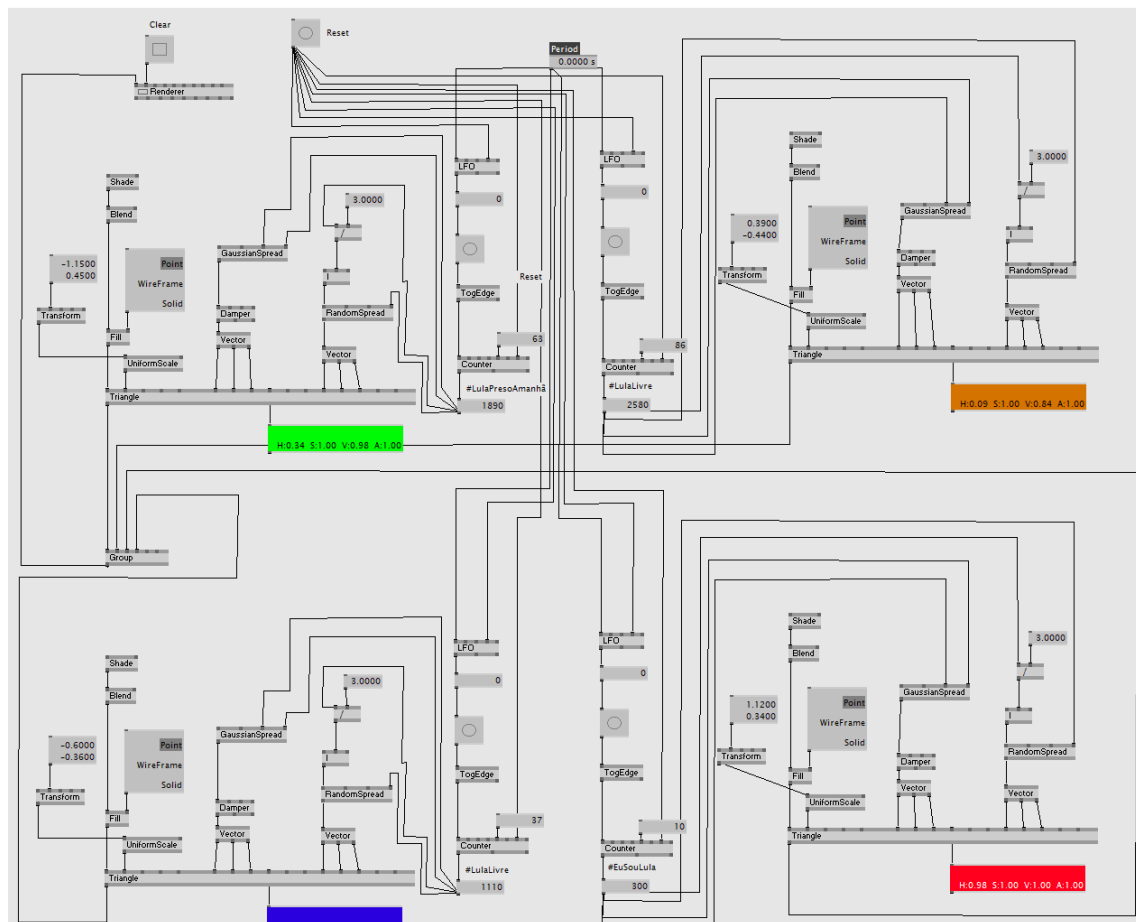 Clear
Reset
Renderer
Period
0.0000 s
Shade
Blend
-1.1500
0.4500
Transform
Point
WireFrame
Solid
Fill
UniformScale
Triangle
GaussianSpread
Damper
Vector
3.0000
/
I
RandomSpread
Vector
H:0.34 S:1.00 V:0.98 A:1.00
LFO
0
TogEdge
Reset
63
Counter
#LulaPresoAmanhã
1890
LFO
0
TogEdge
86
Counter
#LulaLivre
2580
Shade
Blend
0.3900
-0.4400
Transform
Point
WireFrame
Solid
Fill
UniformScale
Triangle
GaussianSpread
Damper
Vector
3.0000
/
I
RandomSpread
Vector
H:0.09 S:1.00 V:0.84 A:1.00
Group
Shade
Blend
-0.6000
-0.3600
Transform
Point
WireFrame
Solid
Fill
UniformScale
Triangle
GaussianSpread
Damper
Vector
3.0000
/
I
RandomSpread
Vector
LFO
0
TogEdge
37
Counter
#LulaLivre
1110
LFO
0
TogEdge
10
Counter
#EuSouLula
300
Shade
Blend
1.1200
0.3400
Transform
Point
WireFrame
Solid
Fill
UniformScale
Triangle
GaussianSpread
Damper
Vector
3.0000
/
I
RandomSpread
Vector
H:0.98 S:1.00 V:1.00 A:1.00